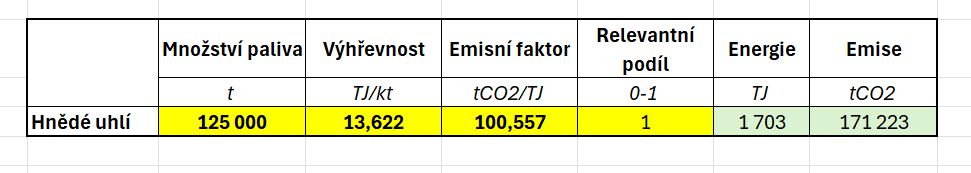 Množství paliva Výhřevnost Emisní faktor Relevantní podíl Energie Emise
t TJ/kt tCO2/TJ 0-1 TJ tCO2
Hnědé uhlí 125 000 13,622 100,557 1 1 703 171 223